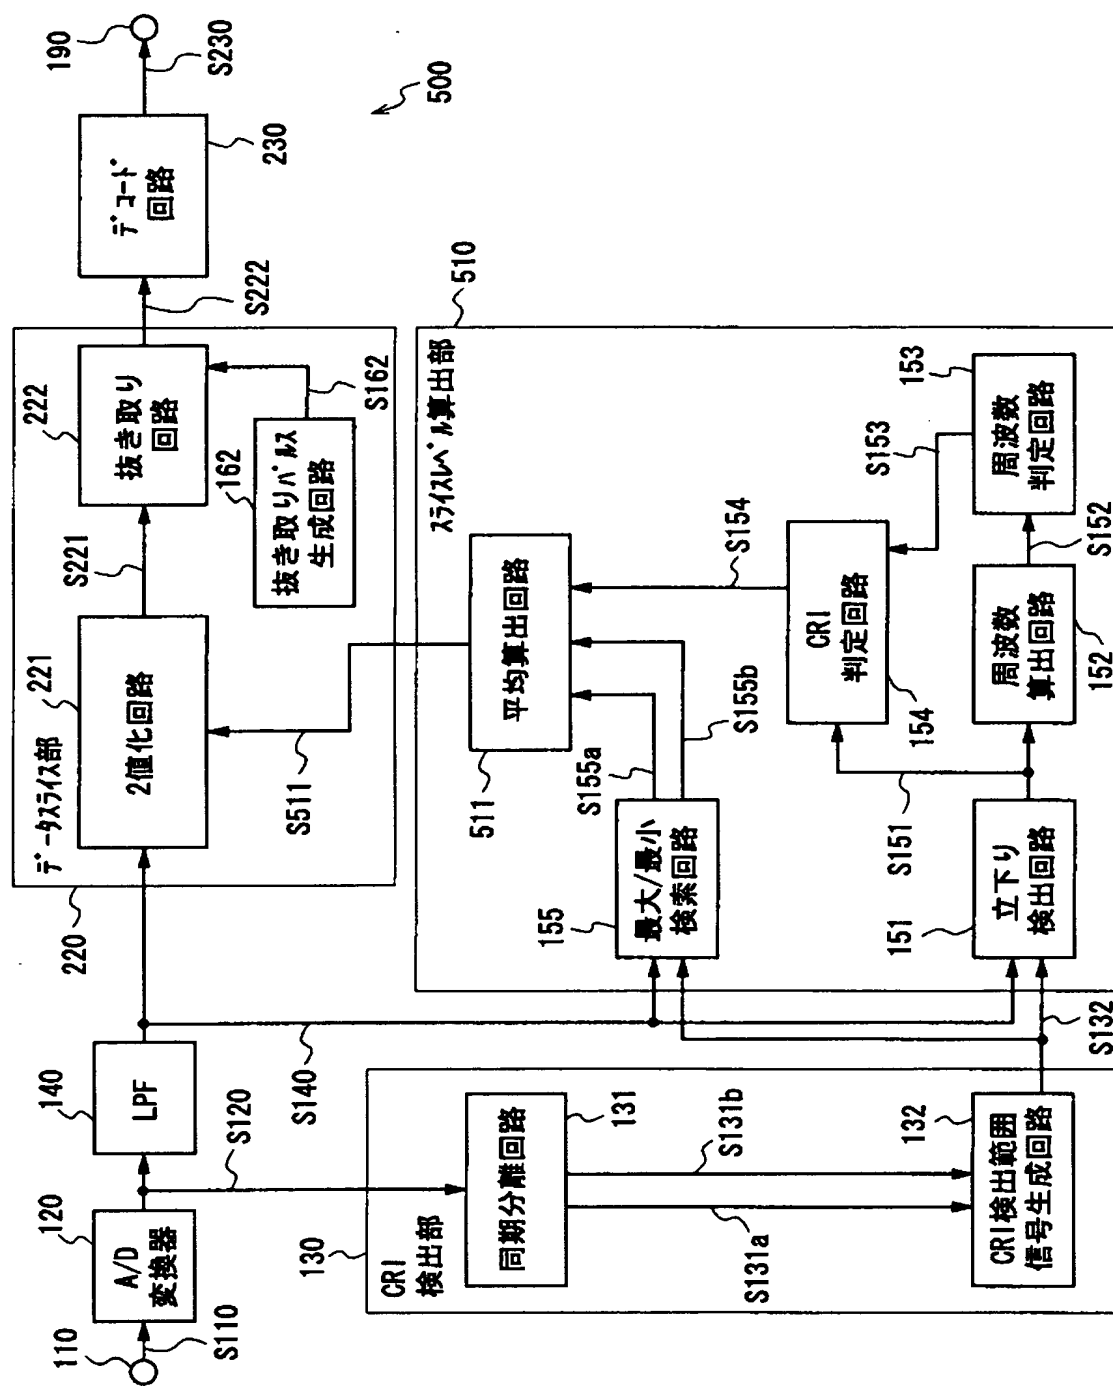 110
S110
120
A/D
変換器
140
LPF
S120
S140
220
データスライス部
221
2値化回路
S221
222
抜き取り
回路
162
抜き取りパルス
生成回路
S162
S222
デコード
回路
230
S230
190
500
S511
130
CRI
検出部
同期分離回路
131
S131a
S131b
132
CRI検出範囲
信号生成回路
S132
510
スライスレベル算出部
平均算出回路
511
155
最大/最小
検索回路
S155a
S155b
S154
CRI
判定回路
154
S153
153
周波数
判定回路
S152
周波数
算出回路
152
S151
151
立下り
検出回路